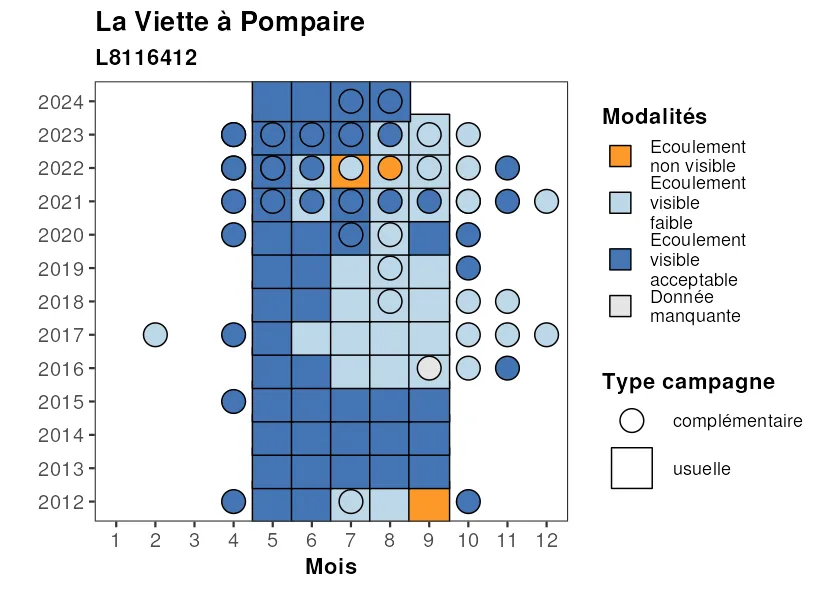 La Viette à Pompaire
L8116412
2024
2023
2022
2021
2020
2019
2018
2017
2016
2015
2014
2013
2012
1 2 3 4 5 6 7 8 9 10 11 12
Mois
Modalités
Ecoulement
non visible
Ecoulement
visible
faible
Ecoulement
visible
acceptable
Donnée
manquante
Type campagne
complémentaire
usuelle